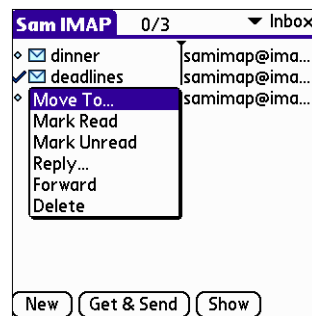 Sam IMAP 0/3 Inbox
dinner samimap@ima...
deadlines samimap@ima...
samimap@ima...
Move To...
Mark Read
Mark Unread
Reply...
Forward
Delete
New Get & Send Show